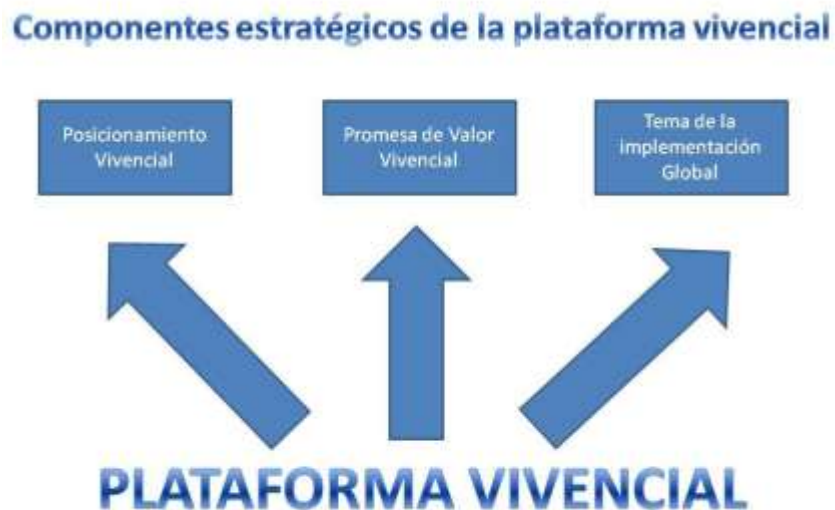 Componentes estratégicos de la plataforma vivencial
Posicionamiento
Vivencial
Promesa de Valor
Vivencial
Tema de la
implementación
Global
PLATAFORMA VIVENCIAL